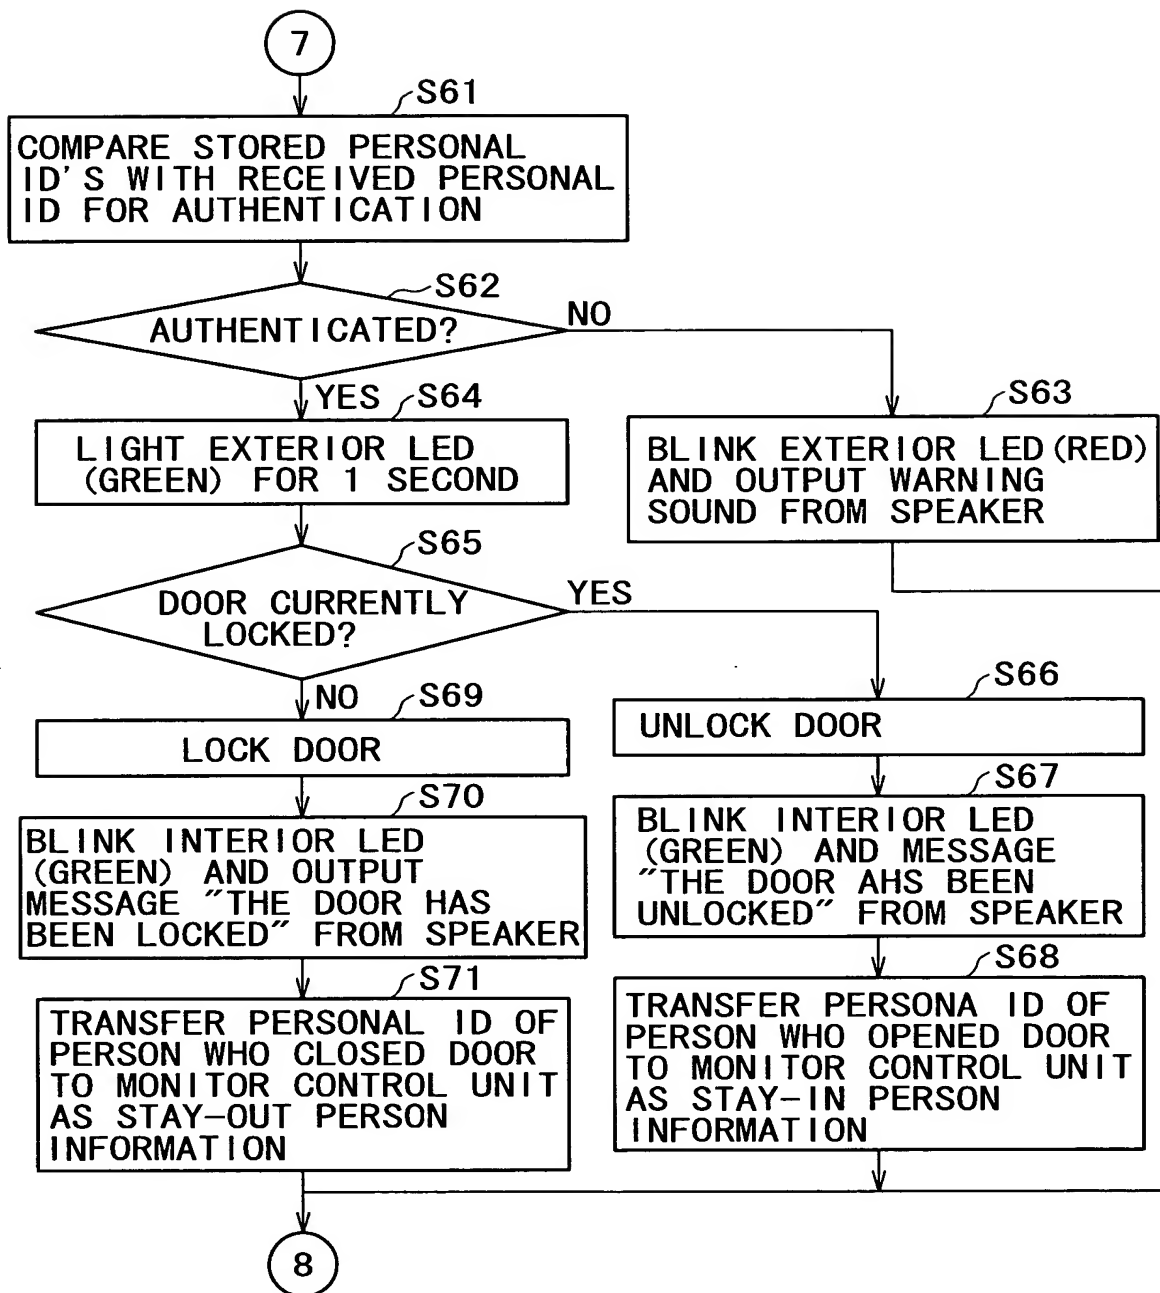 7
S61
COMPARE STORED PERSONAL
ID'S WITH RECEIVED PERSONAL
ID FOR AUTHENTICATION
S62
AUTHENTICATED?
NO
YES
S64
LIGHT EXTERIOR LED
(GREEN) FOR 1 SECOND
S63
BLINK EXTERIOR LED (RED)
AND OUTPUT WARNING
SOUND FROM SPEAKER
S65
DOOR CURRENTLY
LOCKED?
YES
NO
S69
LOCK DOOR
S66
UNLOCK DOOR
S70
BLINK INTERIOR LED
(GREEN) AND OUTPUT
MESSAGE "THE DOOR HAS
BEEN LOCKED" FROM SPEAKER
S67
BLINK INTERIOR LED
(GREEN) AND MESSAGE
"THE DOOR AHS BEEN
UNLOCKED" FROM SPEAKER
S71
TRANSFER PERSONAL ID OF
PERSON WHO CLOSED DOOR
TO MONITOR CONTROL UNIT
AS STAY-OUT PERSON
INFORMATION
S68
TRANSFER PERSONA ID OF
PERSON WHO OPENED DOOR
TO MONITOR CONTROL UNIT
AS STAY-IN PERSON
INFORMATION
8